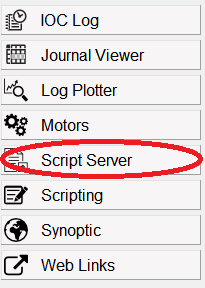 IOC Log
Journal Viewer
Log Plotter
Motors
Script Server
Scripting
Synoptic
Web Links